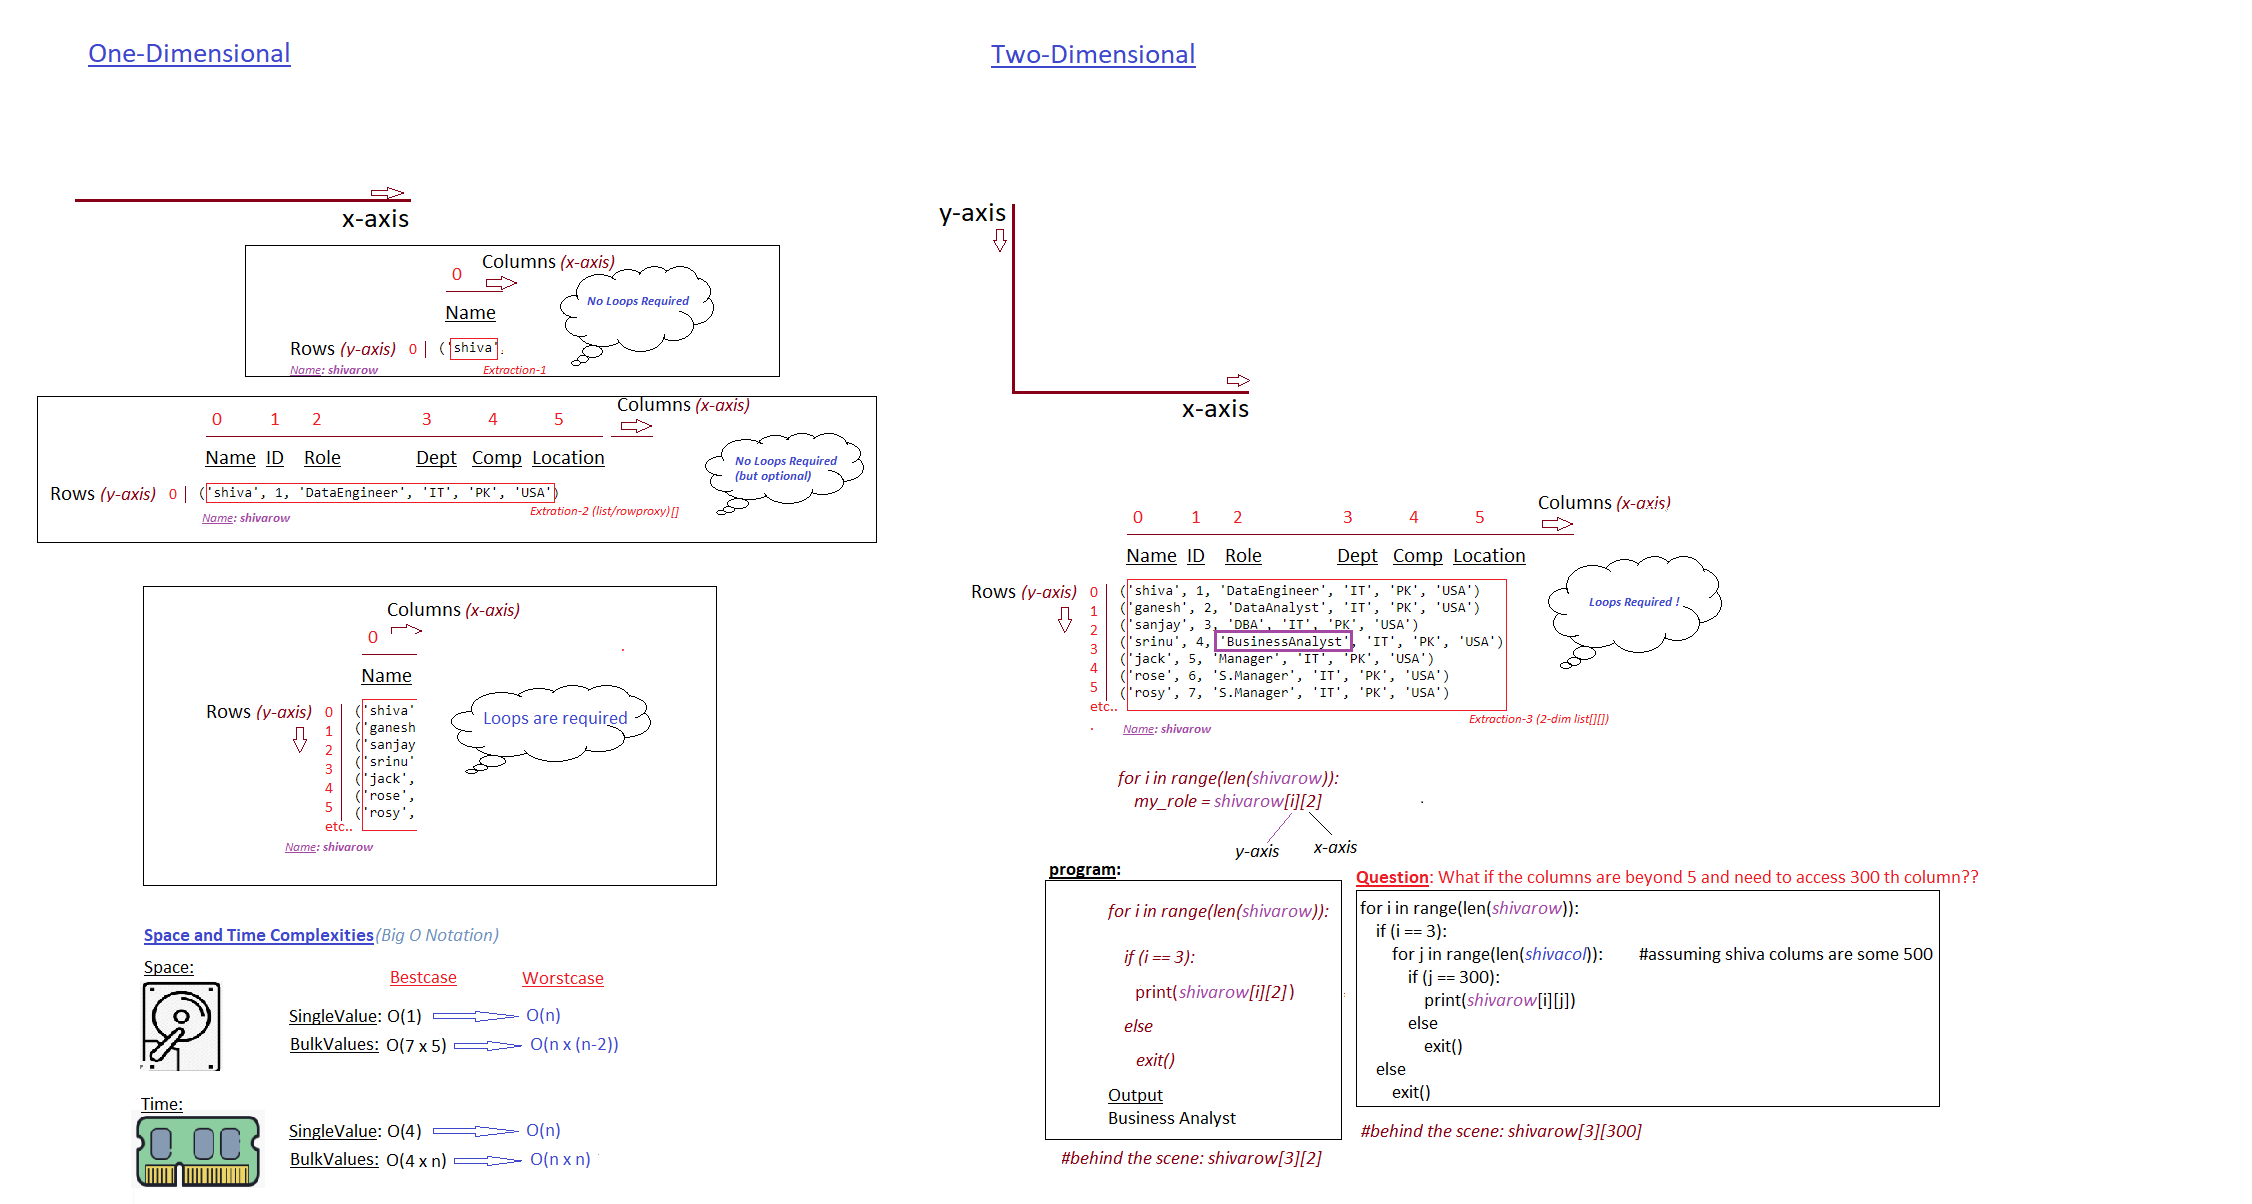 One-Dimensional
x-axis
Columns (x-axis)
0
No Loops Required
Name
Rows (y-axis) 0 | ('shiva'
Name: shivarow
Extraction-1
Columns (x-axis)
0 1 2 3 4 5
Name ID Role Dept Comp Location
No Loops Required
(but optional)
Rows (y-axis) 0 | ('shiva', 1, 'DataEngineer', 'IT', 'PK', 'USA')
Name: shivarow
Extration-2 (list/rowproxy)[]
Columns (x-axis)
0
Name
Rows (y-axis)
0 ('shiva'
1 ('ganesh
2 ('sanjay
3 ('srinu'
4 ('jack',
5 ('rose',
etc.. ('rosy',
Loops are required
Name: shivarow
Space and Time Complexities(Big O Notation)
Space:
Bestcase Worstcase
SingleValue: O(1) O(n)
BulkValues: O(7 x 5) O(n x (n-2))
Time:
SingleValue: O(4) O(n)
BulkValues: O(4 x n) O(n x n)
Two-Dimensional
y-axis
x-axis
Columns (x-axis)
0 1 2 3 4 5
Name ID Role Dept Comp Location
Rows (y-axis)
0 ('shiva', 1, 'DataEngineer', 'IT', 'PK', 'USA')
1 ('ganesh', 2, 'DataAnalyst', 'IT', 'PK', 'USA')
2 ('sanjay', 3, 'DBA', 'IT', 'PK', 'USA')
3 ('srinu', 4, 'BusinessAnalyst', 'IT', 'PK', 'USA')
4 ('jack', 5, 'Manager', 'IT', 'PK', 'USA')
5 ('rose', 6, 'S.Manager', 'IT', 'PK', 'USA')
etc.. ('rosy', 7, 'S.Manager', 'IT', 'PK', 'USA')
Loops Required !
Extraction-3 (2-dim list[][])
Name: shivarow
for i in range(len(shivarow)):
my_role = shivarow[i][2]
y-axis x-axis
program:
for i in range(len(shivarow)):
if (i == 3):
print(shivarow[i][2])
else
exit()
Output
Business Analyst
#behind the scene: shivarow[3][2]
Question: What if the columns are beyond 5 and need to access 300 th column??
for i in range(len(shivarow)):
if (i == 3):
for j in range(len(shivacol)): #assuming shiva colums are some 500
if (j == 300):
print(shivarow[i][j])
else
exit()
else
exit()
#behind the scene: shivarow[3][300]